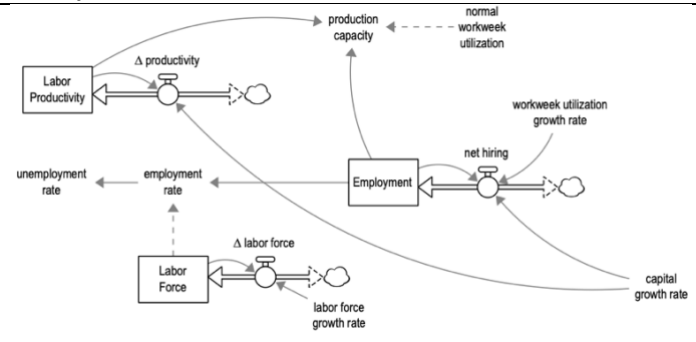 production
capacity
normal
workweek
utilization
Δ productivity
Labor
Productivity
workweek utilization
growth rate
net hiring
unemployment
rate
employment
rate
Employment
Δ labor force
Labor
Force
labor force
growth rate
capital
growth rate